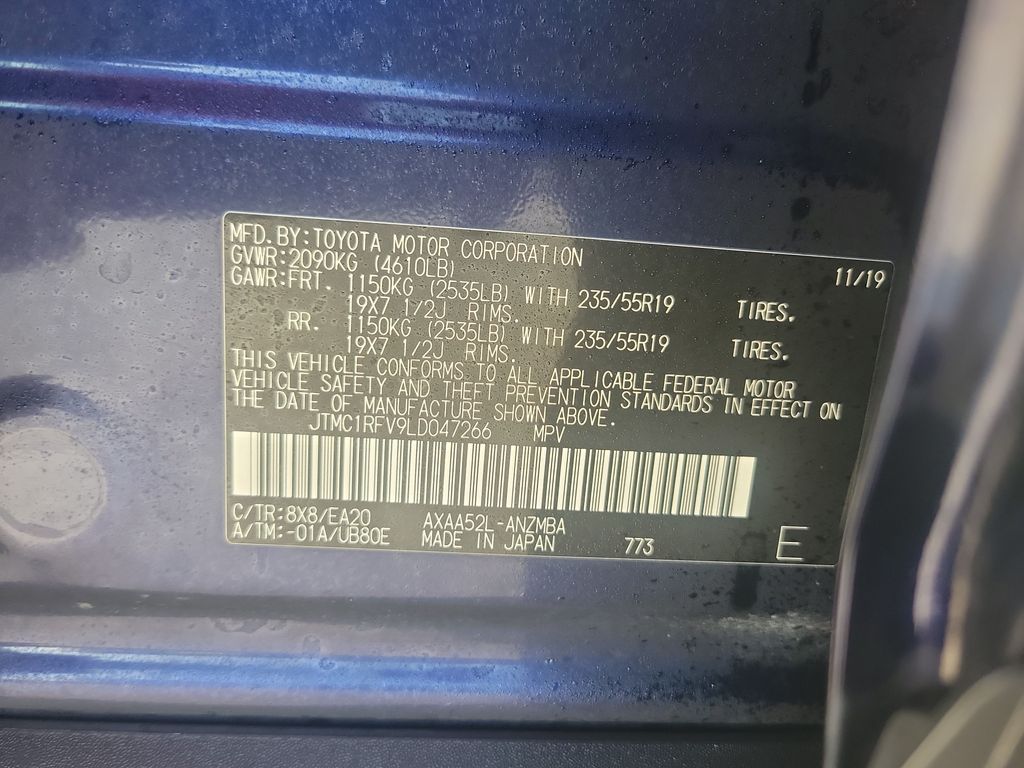 MFD. BY:TOYOTA MOTOR CORPORATION 11/19
GVWR:2090KG (4610LB)
GAWR:FRT. 1150KG (2535LB) WITH 235/55R19 TIRES.
19X7 1/2J RIMS.
RR. 1150KG (2535LB) WITH 235/55R19 TIRES.
19X7 1/2J RIMS.
THIS VEHICLE CONFORMS TO ALL APPLICABLE FEDERAL MOTOR
VEHICLE SAFETY AND THEFT PREVENTION STANDARDS IN EFFECT ON
THE DATE OF MANUFACTURE SHOWN ABOVE.
JTMC1RFV9LD047266 MPV
C/TR:8X8/EA20 AXAA52L-ANZMBA
A/TM:-01A/UB80E MADE IN JAPAN 773 E